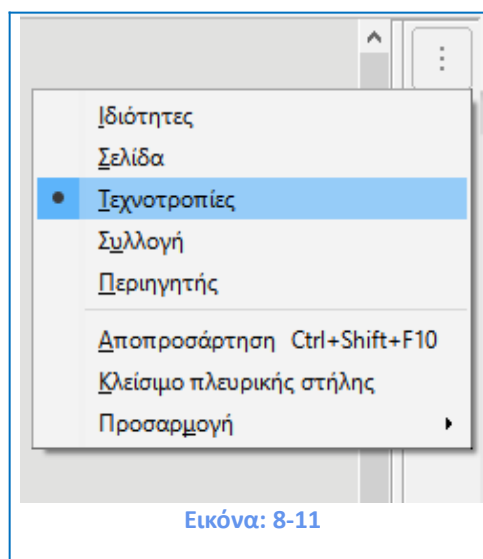 Ιδιότητες
Σελίδα
Τεχνοτροπίες
Συλλογή
Περιηγητής
Αποπροσάρτηση Ctrl+Shift+F10
Κλείσιμο πλευρικής στήλης
Προσαρμογή
Εικόνα: 8-11